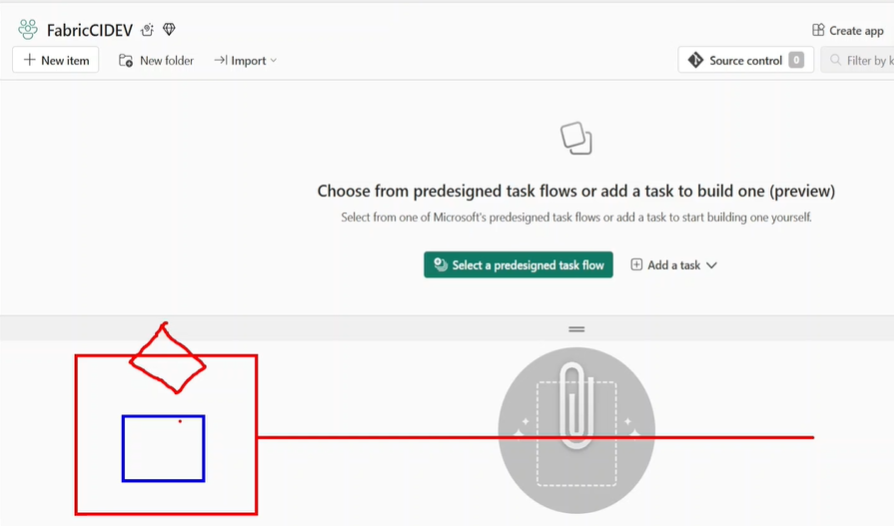 FabricCIDEV
Create app
New item
New folder
Import
Source control 0
Filter by k
Choose from predesigned task flows or add a task to build one (preview)
Select from one of Microsoft's predesigned task flows or add a task to start building one yourself.
Select a predesigned task flow
Add a task